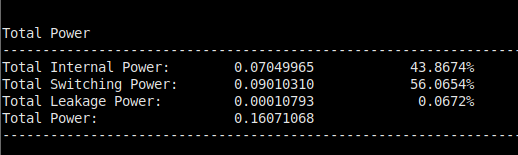 Total Power
Total Internal Power: 0.07049965 43.8674%
Total Switching Power: 0.09010310 56.0654%
Total Leakage Power: 0.00010793 0.0672%
Total Power: 0.16071068